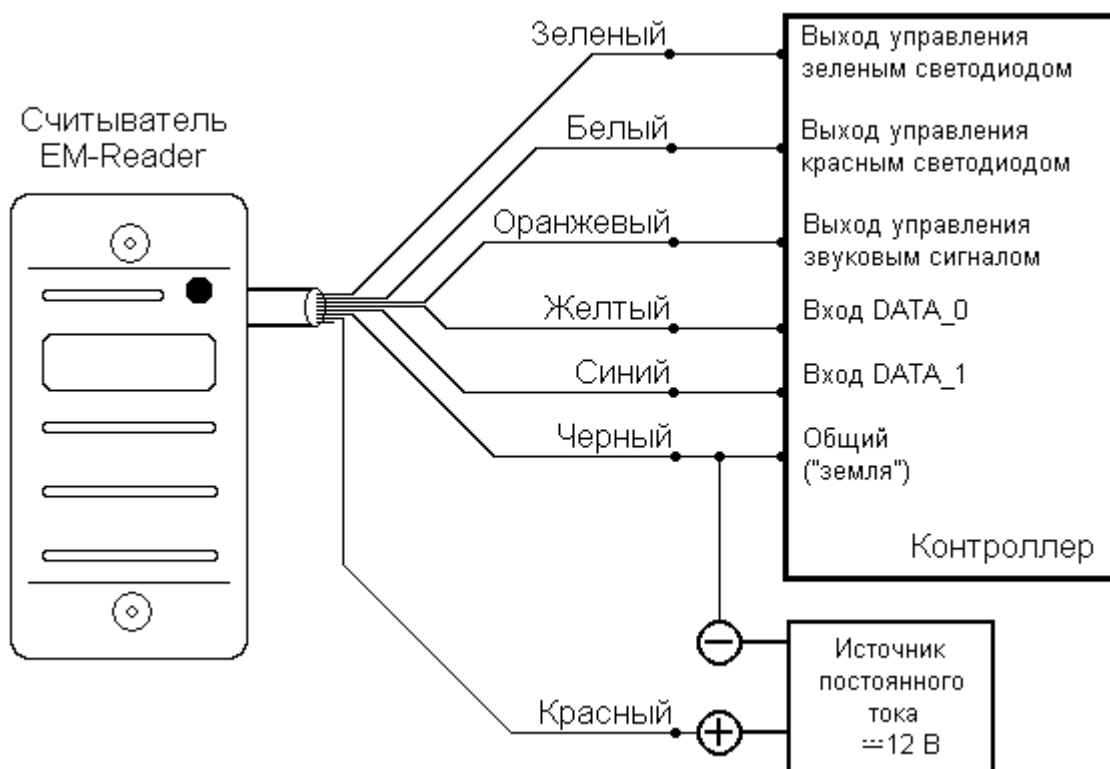 Считыватель
EM-Reader
Зеленый
Белый
Оранжевый
Желтый
Синий
Черный
Красный
Выход управления
зеленым светодиодом
Выход управления
красным светодиодом
Выход управления
звуковым сигналом
Вход DATA_0
Вход DATA_1
Общий
("земля")
Контроллер
Источник
постоянного
тока
⎓12 В